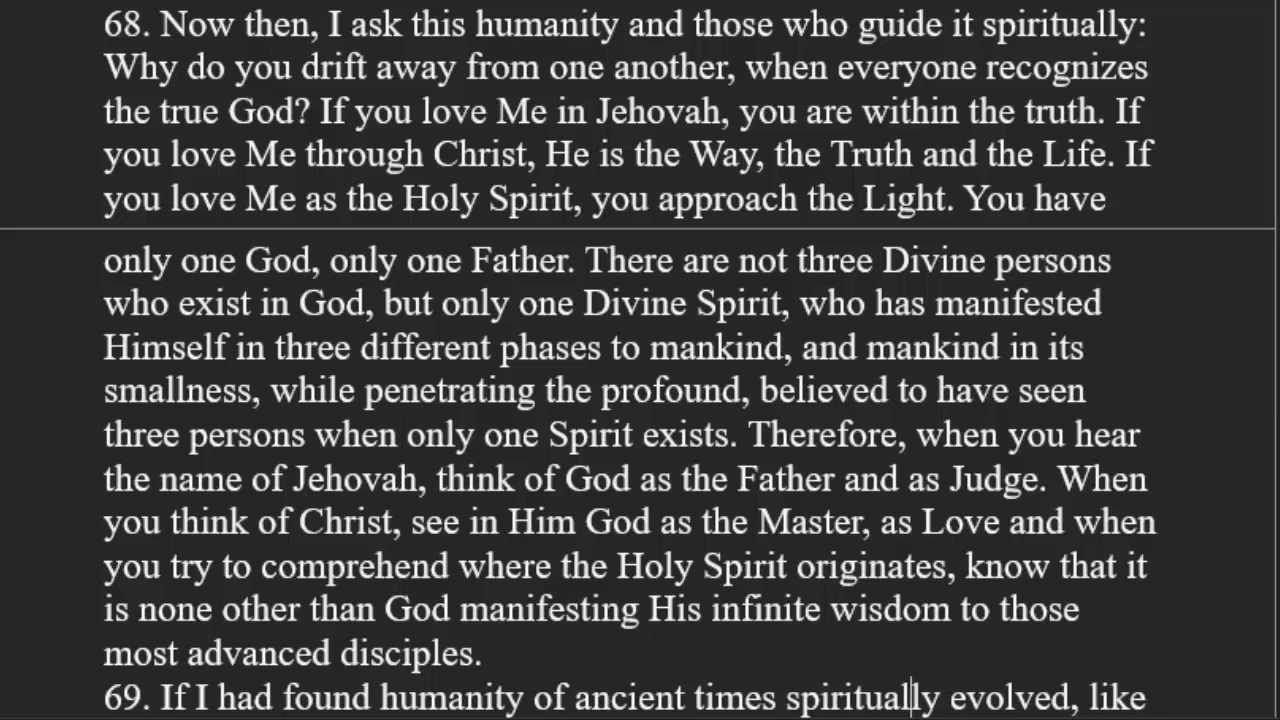 68. Now then, I ask this humanity and those who guide it spiritually:
Why do you drift away from one another, when everyone recognizes
the true God? If you love Me in Jehovah, you are within the truth. If
you love Me through Christ, He is the Way, the Truth and the Life. If
you love Me as the Holy Spirit, you approach the Light. You have
only one God, only one Father. There are not three Divine persons
who exist in God, but only one Divine Spirit, who has manifested
Himself in three different phases to mankind, and mankind in its
smallness, while penetrating the profound, believed to have seen
three persons when only one Spirit exists. Therefore, when you hear
the name of Jehovah, think of God as the Father and as Judge. When
you think of Christ, see in Him God as the Master, as Love and when
you try to comprehend where the Holy Spirit originates, know that it
is none other than God manifesting His infinite wisdom to those
most advanced disciples.
69. If I had found humanity of ancient times spiritually evolved, like